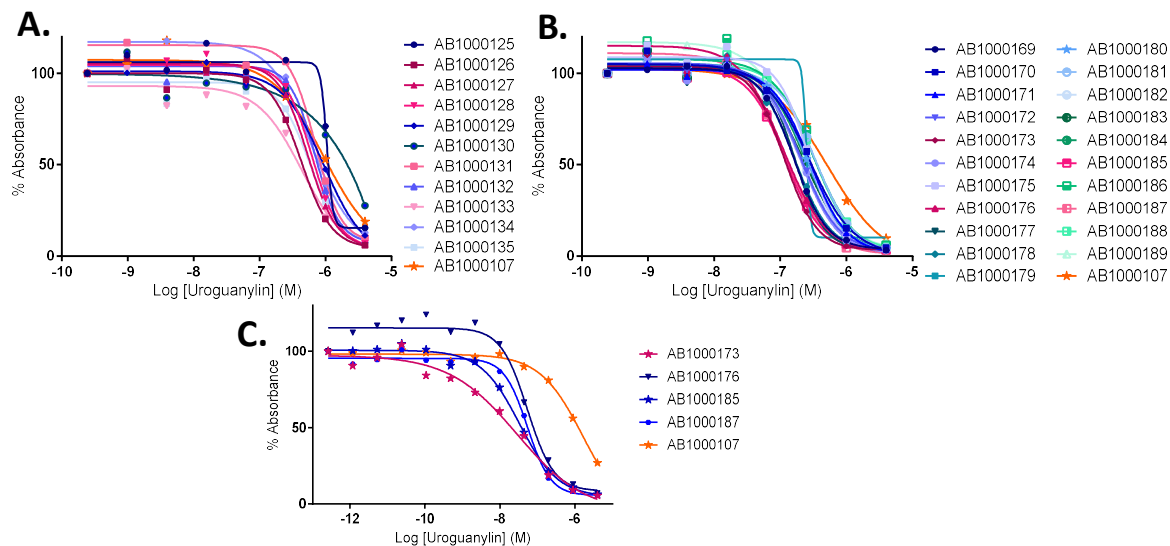 A.
% Absorbance
100
50
0
-10 -9 -8 -7 -6 -5
Log [Uroguanylin] (M)
AB1000125
AB1000126
AB1000127
AB1000128
AB1000129
AB1000130
AB1000131
AB1000132
AB1000133
AB1000134
AB1000135
AB1000107
B.
% Absorbance
100
50
0
-10 -9 -8 -7 -6 -5
Log [Uroguanylin] (M)
AB1000169
AB1000170
AB1000171
AB1000172
AB1000173
AB1000174
AB1000175
AB1000176
AB1000177
AB1000178
AB1000179
AB1000180
AB1000181
AB1000182
AB1000183
AB1000184
AB1000185
AB1000186
AB1000187
AB1000188
AB1000189
AB1000107
C.
% Absorbance
100
50
0
-12 -10 -8 -6
Log [Uroguanylin] (M)
AB1000173
AB1000176
AB1000185
AB1000187
AB1000107